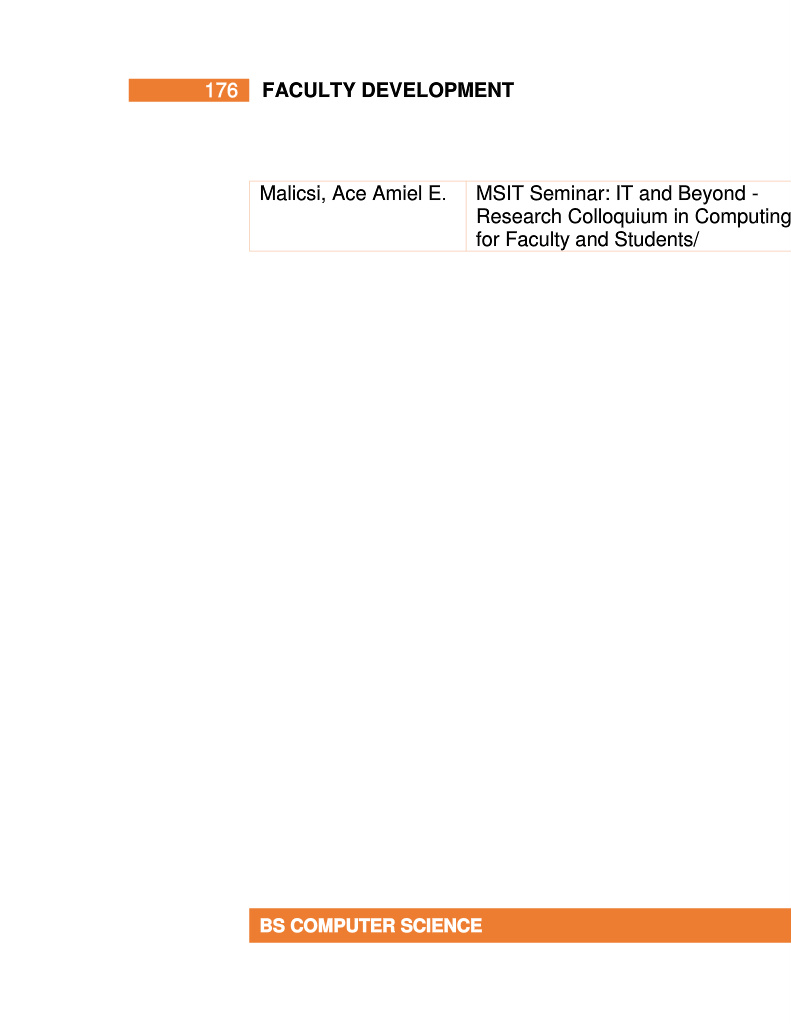 176 FACULTY DEVELOPMENT
Malicsi, Ace Amiel E.
MSIT Seminar: IT and Beyond -
Research Colloquium in Computing
for Faculty and Students/
BS COMPUTER SCIENCE